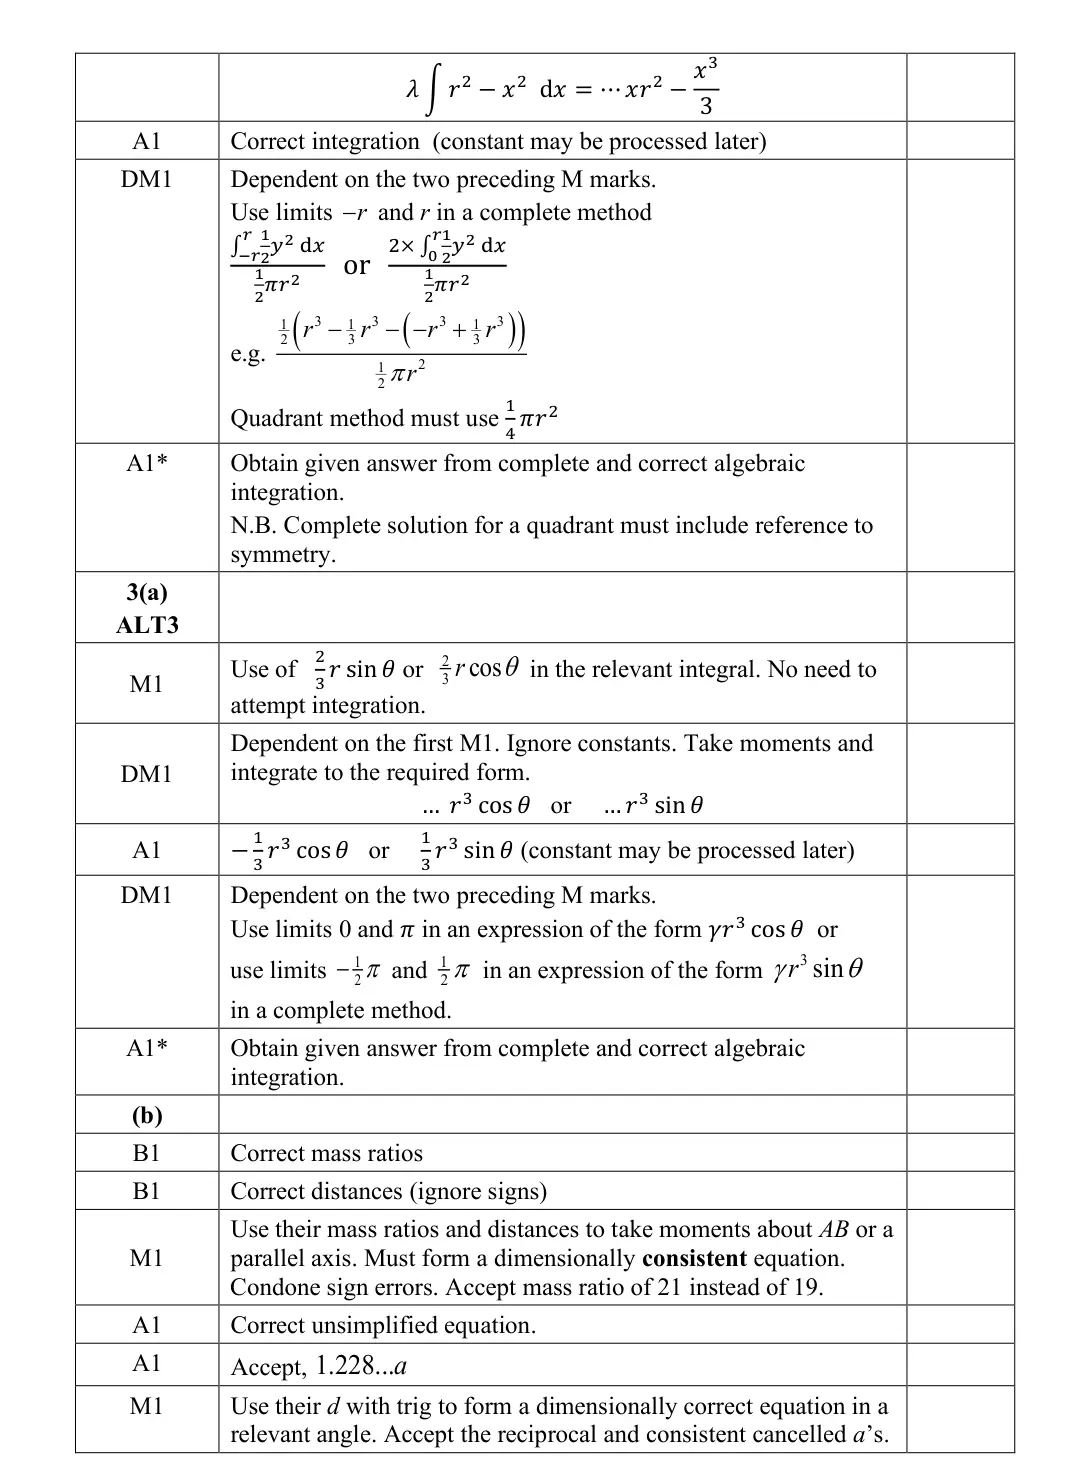 λ ∫ r² − x² dx = ⋯ xr² − x³/3
A1
Correct integration (constant may be processed later)
DM1
Dependent on the two preceding M marks.
Use limits −r and r in a complete method
(∫_{−r}^{r} ½y² dx)/(½πr²) or (2× ∫_{0}^{r} ½y² dx)/(½πr²)
e.g. (½(r³ − ⅓r³ − (−r³ + ⅓r³)))/(½πr²)
Quadrant method must use ¼πr²
A1*
Obtain given answer from complete and correct algebraic
integration.
N.B. Complete solution for a quadrant must include reference to
symmetry.
3(a)
ALT3
M1
Use of ⅔r sin θ or ⅔r cos θ in the relevant integral. No need to
attempt integration.
DM1
Dependent on the first M1. Ignore constants. Take moments and
integrate to the required form.
… r³ cos θ or … r³ sin θ
A1
−⅓r³ cos θ or ⅓r³ sin θ (constant may be processed later)
DM1
Dependent on the two preceding M marks.
Use limits 0 and π in an expression of the form γr³ cos θ or
use limits −½π and ½π in an expression of the form γr³ sin θ
in a complete method.
A1*
Obtain given answer from complete and correct algebraic
integration.
(b)
B1
Correct mass ratios
B1
Correct distances (ignore signs)
M1
Use their mass ratios and distances to take moments about AB or a
parallel axis. Must form a dimensionally consistent equation.
Condone sign errors. Accept mass ratio of 21 instead of 19.
A1
Correct unsimplified equation.
A1
Accept, 1.228...a
M1
Use their d with trig to form a dimensionally correct equation in a
relevant angle. Accept the reciprocal and consistent cancelled a's.